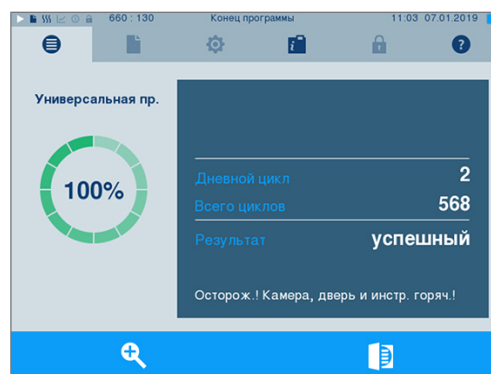 660 : 130 Конец программы 11:03 07.01.2019
Универсальная пр.
100%
Дневной цикл 2
Всего циклов 568
Результат успешный
Осторож.! Камера, дверь и инстр. горяч.!